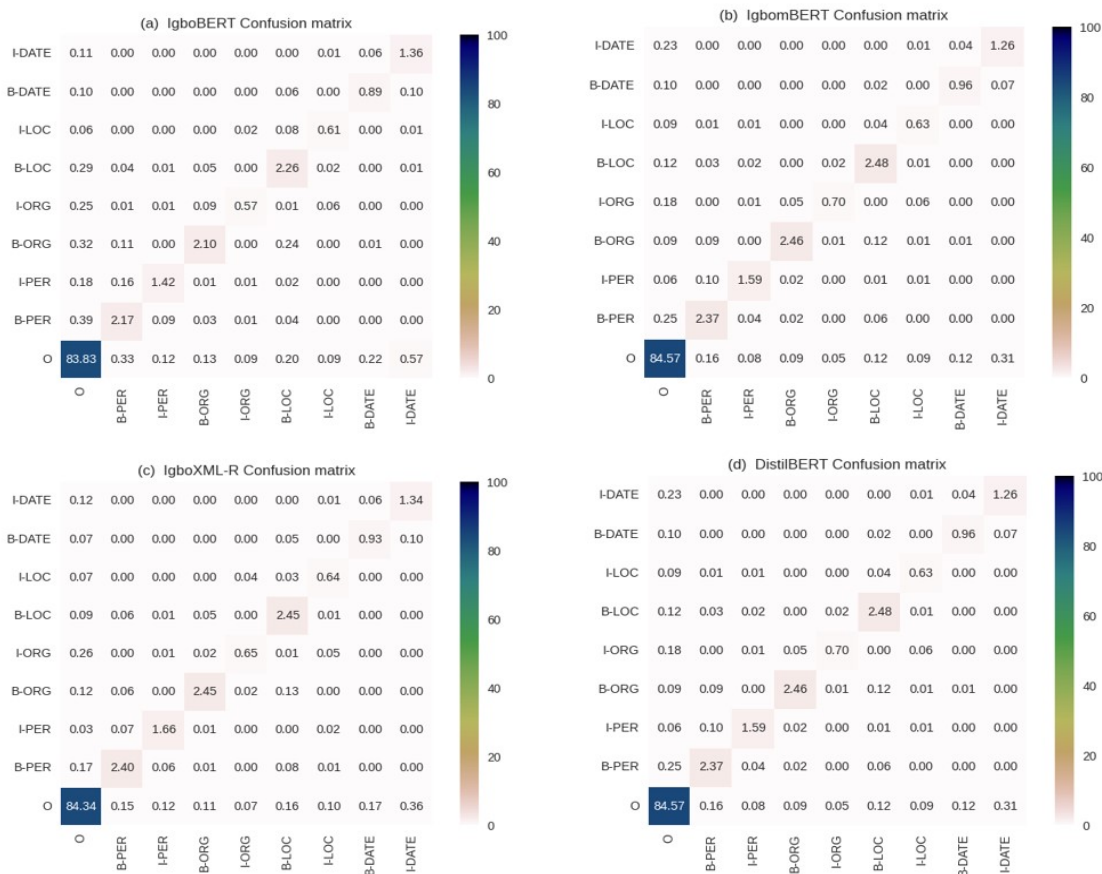 (a) IgboBERT Confusion matrix
I-DATE 0.11 0.00 0.00 0.00 0.00 0.00 0.01 0.06 1.36
B-DATE 0.10 0.00 0.00 0.00 0.00 0.06 0.00 0.89 0.10
I-LOC 0.06 0.00 0.00 0.00 0.02 0.08 0.61 0.00 0.01
B-LOC 0.29 0.04 0.01 0.05 0.00 2.26 0.02 0.00 0.01
I-ORG 0.25 0.01 0.01 0.09 0.57 0.01 0.06 0.00 0.00
B-ORG 0.32 0.11 0.00 2.10 0.00 0.24 0.00 0.01 0.00
I-PER 0.18 0.16 1.42 0.01 0.01 0.02 0.00 0.00 0.00
B-PER 0.39 2.17 0.09 0.03 0.01 0.04 0.00 0.00 0.00
O 83.83 0.33 0.12 0.13 0.09 0.20 0.09 0.22 0.57
O B-PER I-PER B-ORG I-ORG B-LOC I-LOC B-DATE I-DATE
100
80
60
40
20
0
(b) IgbomBERT Confusion matrix
I-DATE 0.23 0.00 0.00 0.00 0.00 0.00 0.01 0.04 1.26
B-DATE 0.10 0.00 0.00 0.00 0.00 0.02 0.00 0.96 0.07
I-LOC 0.09 0.01 0.01 0.00 0.00 0.04 0.63 0.00 0.00
B-LOC 0.12 0.03 0.02 0.00 0.02 2.48 0.01 0.00 0.00
I-ORG 0.18 0.00 0.01 0.05 0.70 0.00 0.06 0.00 0.00
B-ORG 0.09 0.09 0.00 2.46 0.01 0.12 0.01 0.01 0.00
I-PER 0.06 0.10 1.59 0.02 0.00 0.01 0.01 0.00 0.00
B-PER 0.25 2.37 0.04 0.02 0.00 0.06 0.00 0.00 0.00
O 84.57 0.16 0.08 0.09 0.05 0.12 0.09 0.12 0.31
O B-PER I-PER B-ORG I-ORG B-LOC I-LOC B-DATE I-DATE
100
80
60
40
20
0
(c) IgboXML-R Confusion matrix
I-DATE 0.12 0.00 0.00 0.00 0.00 0.00 0.01 0.06 1.34
B-DATE 0.07 0.00 0.00 0.00 0.00 0.05 0.00 0.93 0.10
I-LOC 0.07 0.00 0.00 0.00 0.04 0.03 0.64 0.00 0.00
B-LOC 0.09 0.06 0.01 0.05 0.00 2.45 0.01 0.00 0.00
I-ORG 0.26 0.00 0.01 0.02 0.65 0.01 0.05 0.00 0.00
B-ORG 0.12 0.06 0.00 2.45 0.02 0.13 0.00 0.00 0.00
I-PER 0.03 0.07 1.66 0.01 0.00 0.00 0.02 0.00 0.00
B-PER 0.17 2.40 0.06 0.01 0.00 0.08 0.01 0.00 0.00
O 84.34 0.15 0.12 0.11 0.07 0.16 0.10 0.17 0.36
O B-PER I-PER B-ORG I-ORG B-LOC I-LOC B-DATE I-DATE
100
80
60
40
20
0
(d) DistilBERT Confusion matrix
I-DATE 0.23 0.00 0.00 0.00 0.00 0.00 0.01 0.04 1.26
B-DATE 0.10 0.00 0.00 0.00 0.00 0.02 0.00 0.96 0.07
I-LOC 0.09 0.01 0.01 0.00 0.00 0.04 0.63 0.00 0.00
B-LOC 0.12 0.03 0.02 0.00 0.02 2.48 0.01 0.00 0.00
I-ORG 0.18 0.00 0.01 0.05 0.70 0.00 0.06 0.00 0.00
B-ORG 0.09 0.09 0.00 2.46 0.01 0.12 0.01 0.01 0.00
I-PER 0.06 0.10 1.59 0.02 0.00 0.01 0.01 0.00 0.00
B-PER 0.25 2.37 0.04 0.02 0.00 0.06 0.00 0.00 0.00
O 84.57 0.16 0.08 0.09 0.05 0.12 0.09 0.12 0.31
O B-PER I-PER B-ORG I-ORG B-LOC I-LOC B-DATE I-DATE
100
80
60
40
20
0